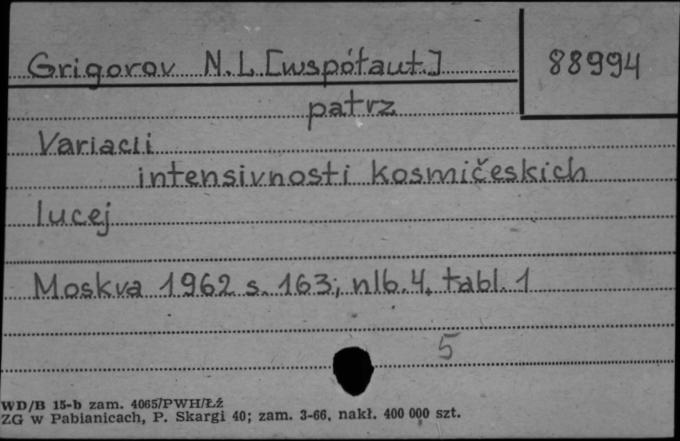 Grigorov N.L. [współaut.]
88994
patrz
Variacii
intensivnosti kosmičeskich
lucej
Moskva 1962 s. 163; nlb. 4, tabl. 1
5
WD/B 15-b zam. 4065/PWH/Łź
ZG w Pabianicach, P. Skargi 40; zam. 3-66, nakł. 400 000 szt.